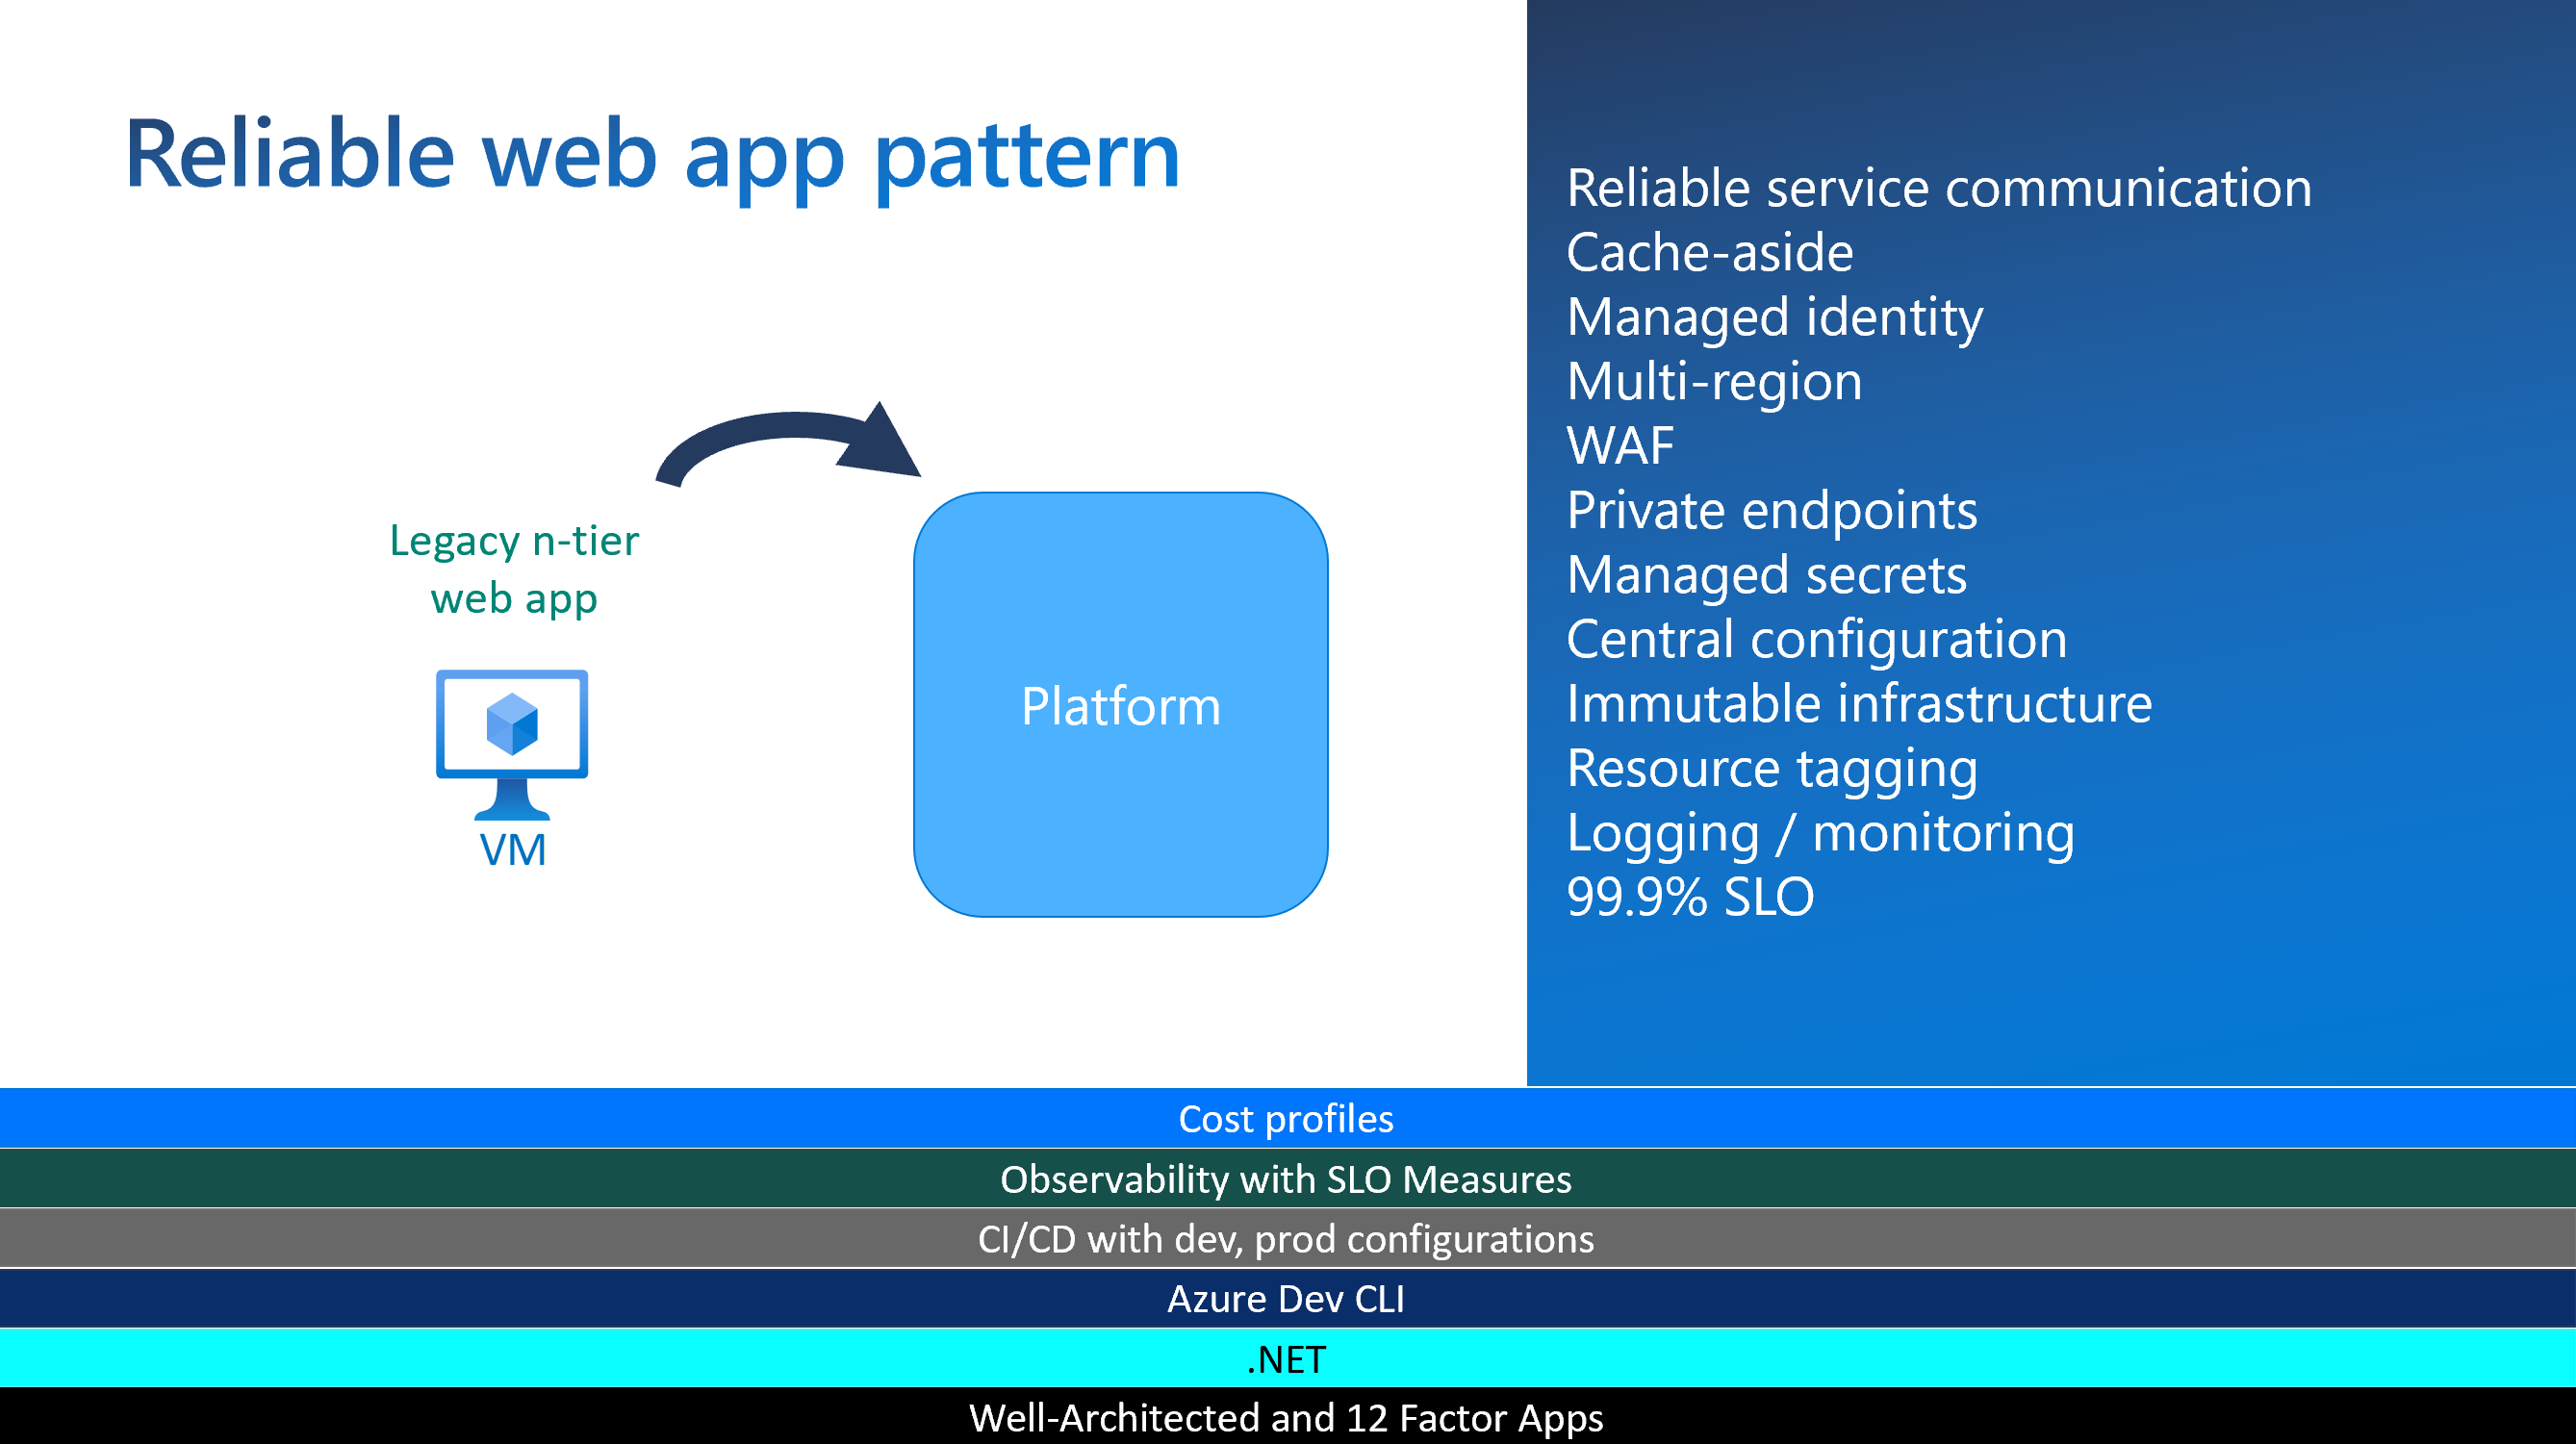 Reliable web app pattern
Legacy n-tier
web app
VM
Platform
Reliable service communication
Cache-aside
Managed identity
Multi-region
WAF
Private endpoints
Managed secrets
Central configuration
Immutable infrastructure
Resource tagging
Logging / monitoring
99.9% SLO
Cost profiles
Observability with SLO Measures
CI/CD with dev, prod configurations
Azure Dev CLI
.NET
Well-Architected and 12 Factor Apps